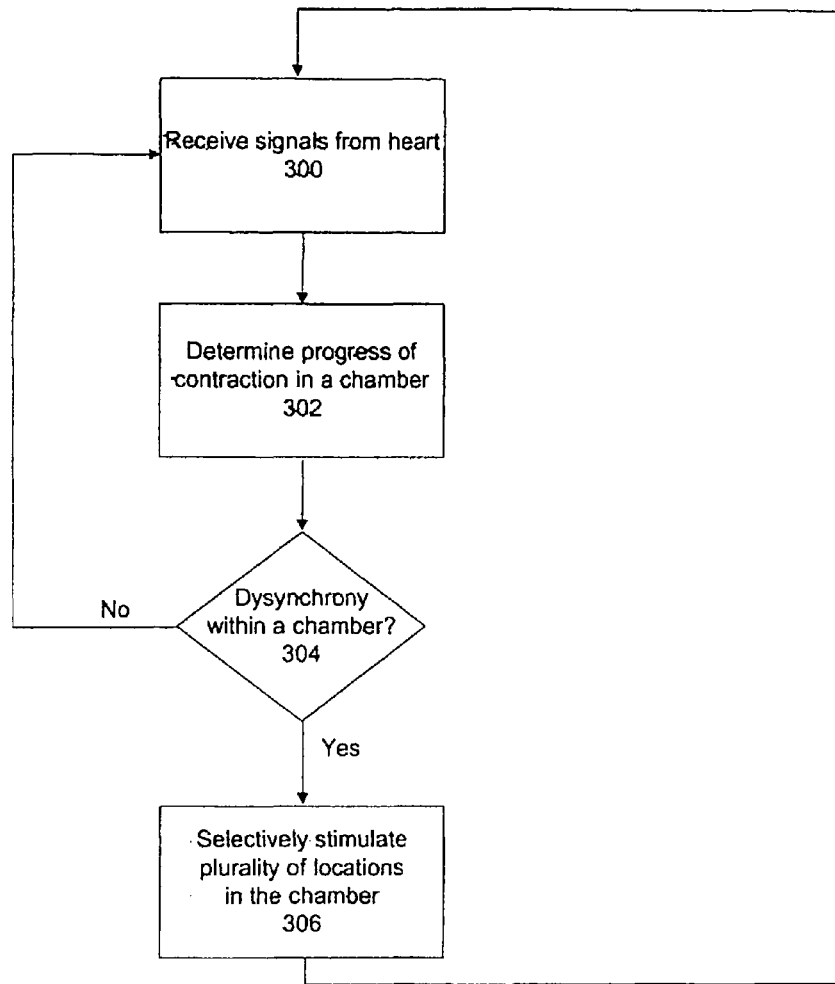 Receive signals from heart
300
Determine progress of
contraction in a chamber
302
No
Dysynchrony
within a chamber?
304
Yes
Selectively stimulate
plurality of locations
in the chamber
306